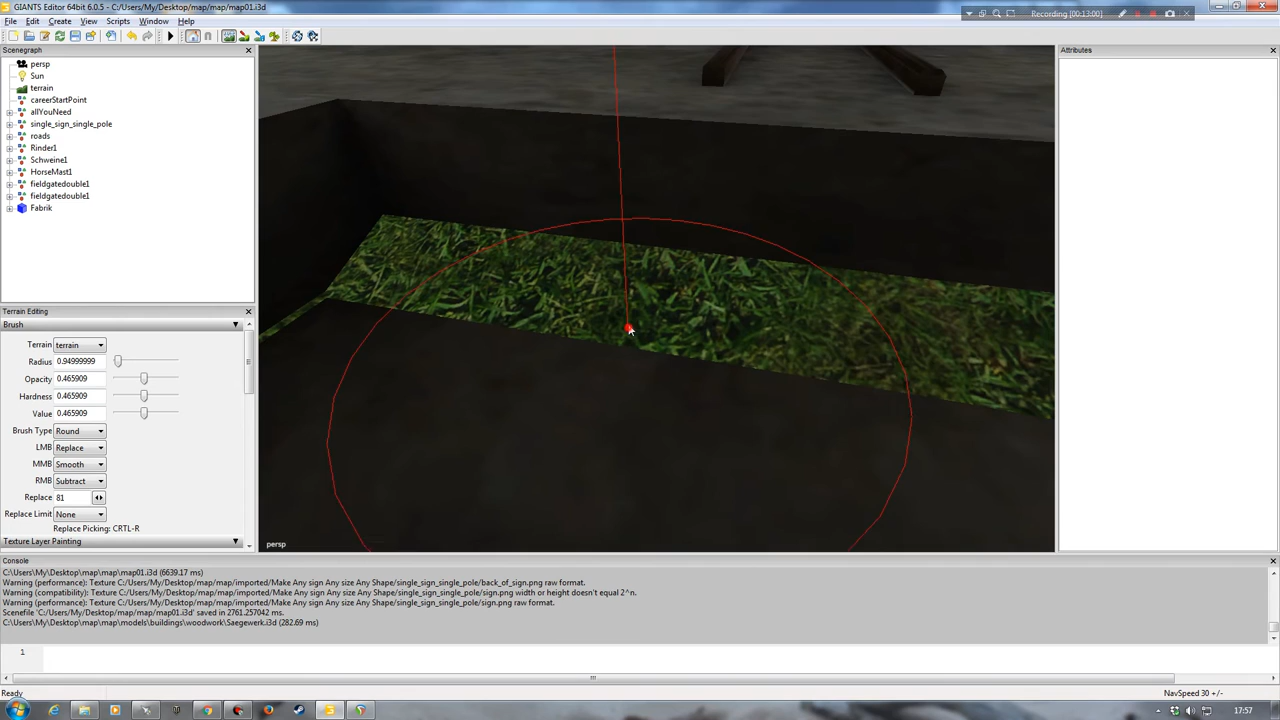 GIANTS Editor 64bit 6.0.5 - C:/Users/My/Desktop/map/map/map01.i3d
Recording [00:13:00]
File Edit View Create Scripts Window Help
Scenegraph
Attributes
persp
Sun
terrain
careerStartPoint
allYouNeed
single_sign_single_pole
roads
Rinder1
Schweine1
HorseMast1
fieldgatedouble1
fieldgatedouble1
Fabrik
Terrain Editing
Brush
Terrain terrain
Radius 0.94999999
Opacity 0.465909
Hardness 0.465909
Value 0.465909
Brush Type Round
LMB Replace
MMB Smooth
RMB Subtract
Replace 81
Replace Limit None
Replace Picking: CRTL-R
Texture Layer Painting
persp
Console
C:\Users\My\Desktop\map\map\map01.i3d (6639.17 ms)
Warning (performance): Texture C:/Users/My/Desktop/map/map/imported/Make Any sign Any size Any Shape/single_sign_single_pole/back_of_sign.png raw format.
Warning (compatibility): Texture C:/Users/My/Desktop/map/map/imported/Make Any sign Any size Any Shape/single_sign_single_pole/sign.png width or height doesn't equal 2^n.
Warning (performance): Texture C:/Users/My/Desktop/map/map/imported/Make Any sign Any size Any Shape/single_sign_single_pole/sign.png raw format.
Scenefile 'C:/Users/My/Desktop/map/map/map01.i3d' saved in 2761.257042 ms.
C:\Users\My\Desktop\map\map\models\buildings\woodwork\Saegewerk.i3d (282.69 ms)
1
Ready
NavSpeed 30 +/-
17:57